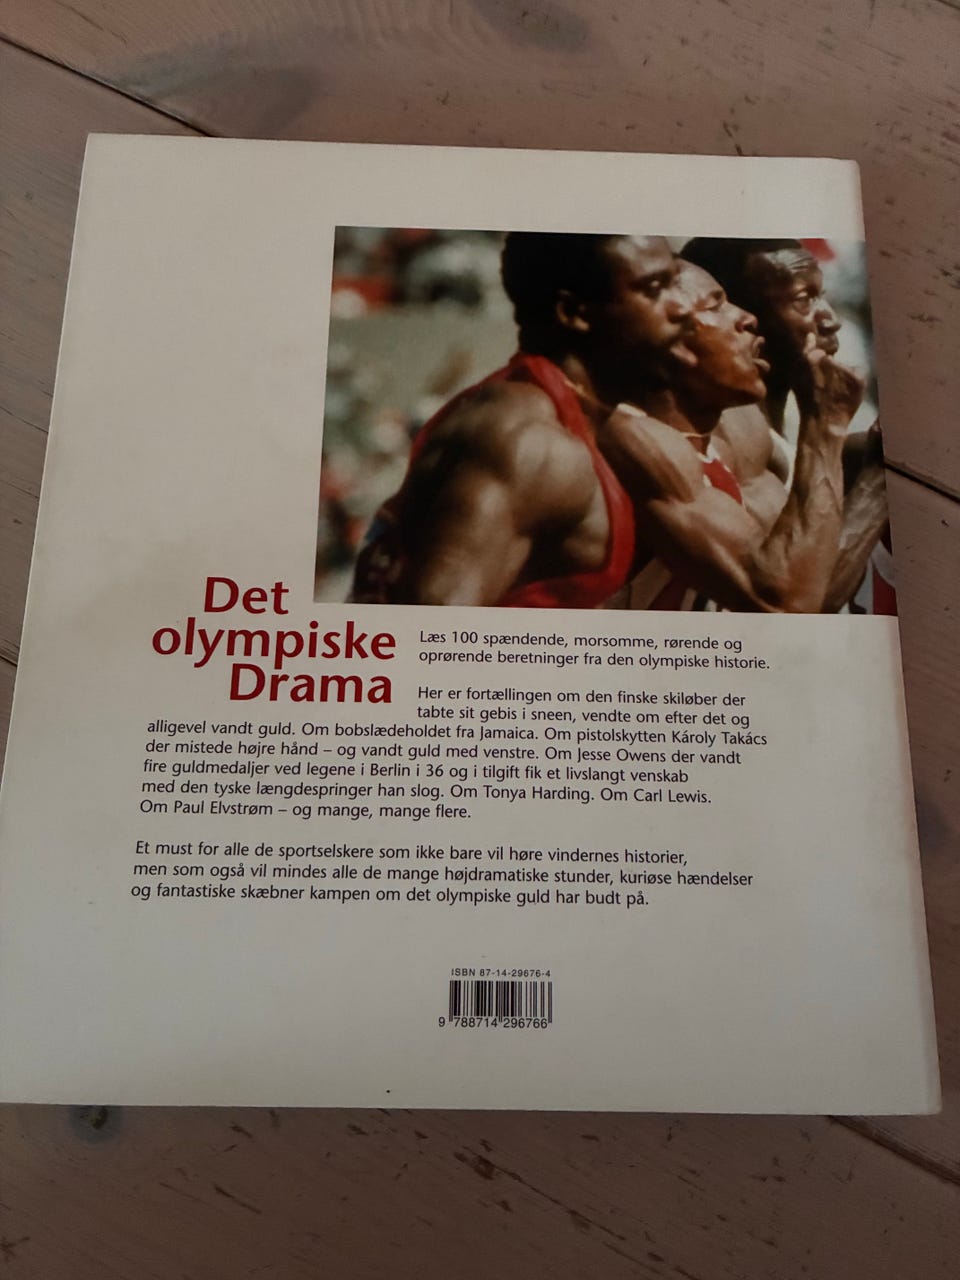 Det
olympiske
Drama
Læs 100 spændende, morsomme, rørende og
oprørende beretninger fra den olympiske historie.
Her er fortællingen om den finske skiløber der
tabte sit gebis i sneen, vendte om efter det og
alligevel vandt guld. Om bobslædeholdet fra Jamaica. Om pistolskytten Károly Takács
der mistede højre hånd – og vandt guld med venstre. Om Jesse Owens der vandt
fire guldmedaljer ved legene i Berlin i 36 og i tilgift fik et livslangt venskab
med den tyske længdespringer han slog. Om Tonya Harding. Om Carl Lewis.
Om Paul Elvstrøm – og mange, mange flere.
Et must for alle de sportselskere som ikke bare vil høre vindernes historier,
men som også vil mindes alle de mange højdramatiske stunder, kuriøse hændelser
og fantastiske skæbner kampen om det olympiske guld har budt på.
ISBN 87-14-29676-4
9 788714 296766